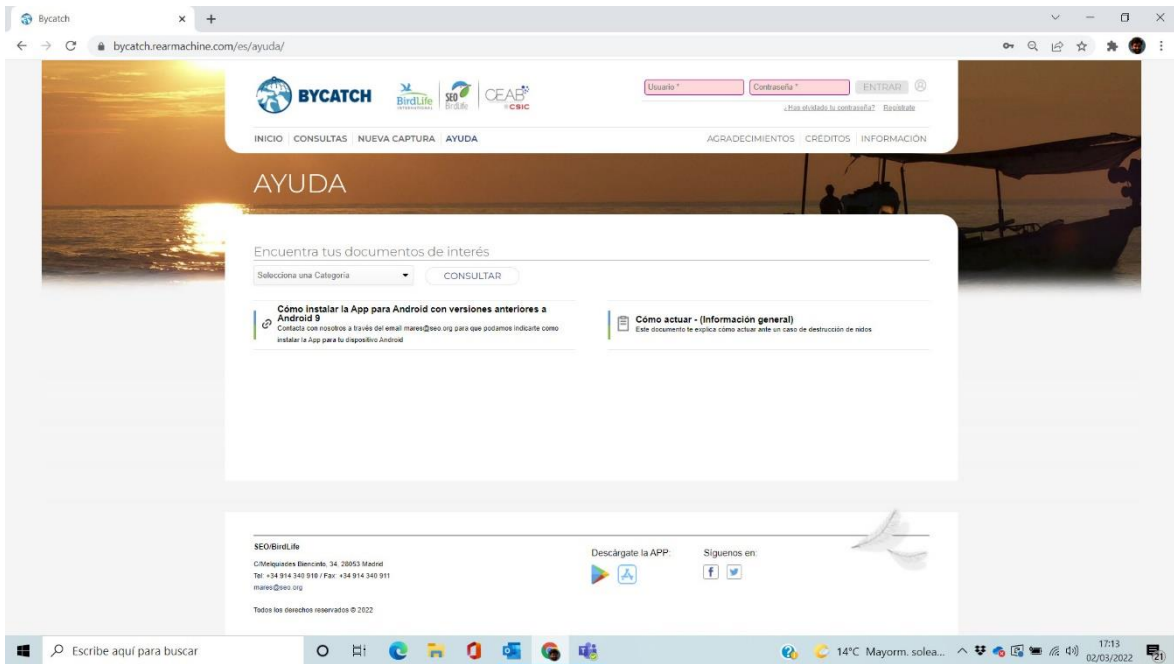 Bycatch
bycatch.rearmachine.com/es/ayuda/
BYCATCH
BirdLife
INTERNATIONAL
SEO
BirdLife
CEAB
CSIC
Usuario *
Contraseña *
ENTRAR
¿Has olvidado tu contraseña? Regístrate
INICIO CONSULTAS NUEVA CAPTURA AYUDA
AGRADECIMIENTOS CRÉDITOS INFORMACIÓN
AYUDA
Encuentra tus documentos de interés
Selecciona una Categoría
CONSULTAR
Cómo instalar la App para Android con versiones anteriores a
Android 9
Contacta con nosotros a través del email mares@seo.org para que podamos indicarte como
instalar la App para tu dispositivo Android
Cómo actuar - (Información general)
Este documento te explica cómo actuar ante un caso de destrucción de nidos
SEO/BirdLife
C/Melquiades Biencinto, 34, 28053 Madrid
Tel: +34 914 340 910 / Fax: +34 914 340 911
mares@seo.org
Todos los derechos reservados © 2022
Descárgate la APP:
Síguenos en:
Escribe aquí para buscar
14°C Mayorm. solea...
17:13
02/03/2022
21